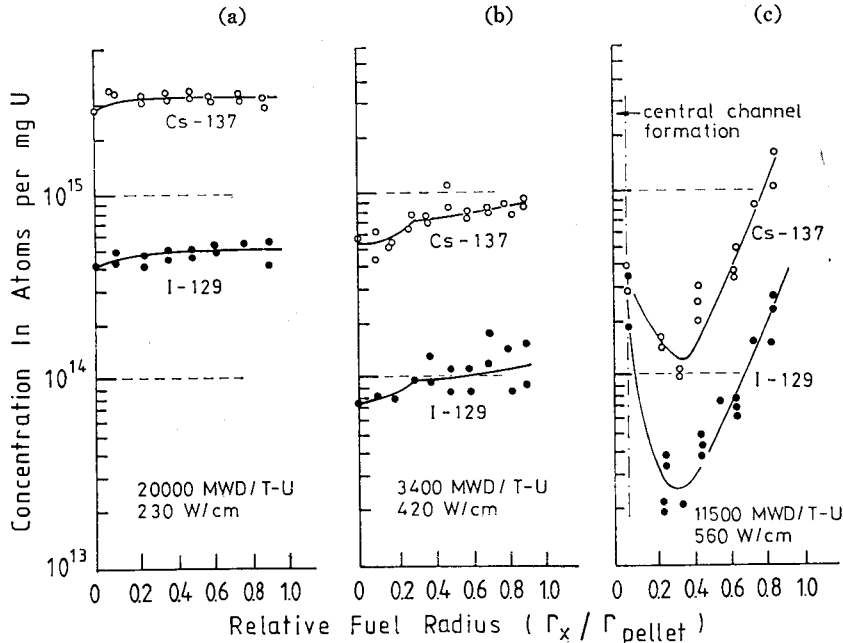 (a) (b) (c)
Concentration In Atoms per mg U
10^15
10^14
10^13
Cs-137
I-129
20000 MWD/T-U
230 W/cm
0 0.2 0.4 0.6 0.8 1.0
Cs-137
I-129
3400 MWD/T-U
420 W/cm
0 0.2 0.4 0.6 0.8 1.0
central channel
formation
Cs-137
I-129
11500 MWD/T-U
560 W/cm
0 0.2 0.4 0.6 0.8 1.0
Relative Fuel Radius ( r_x / r_pellet )